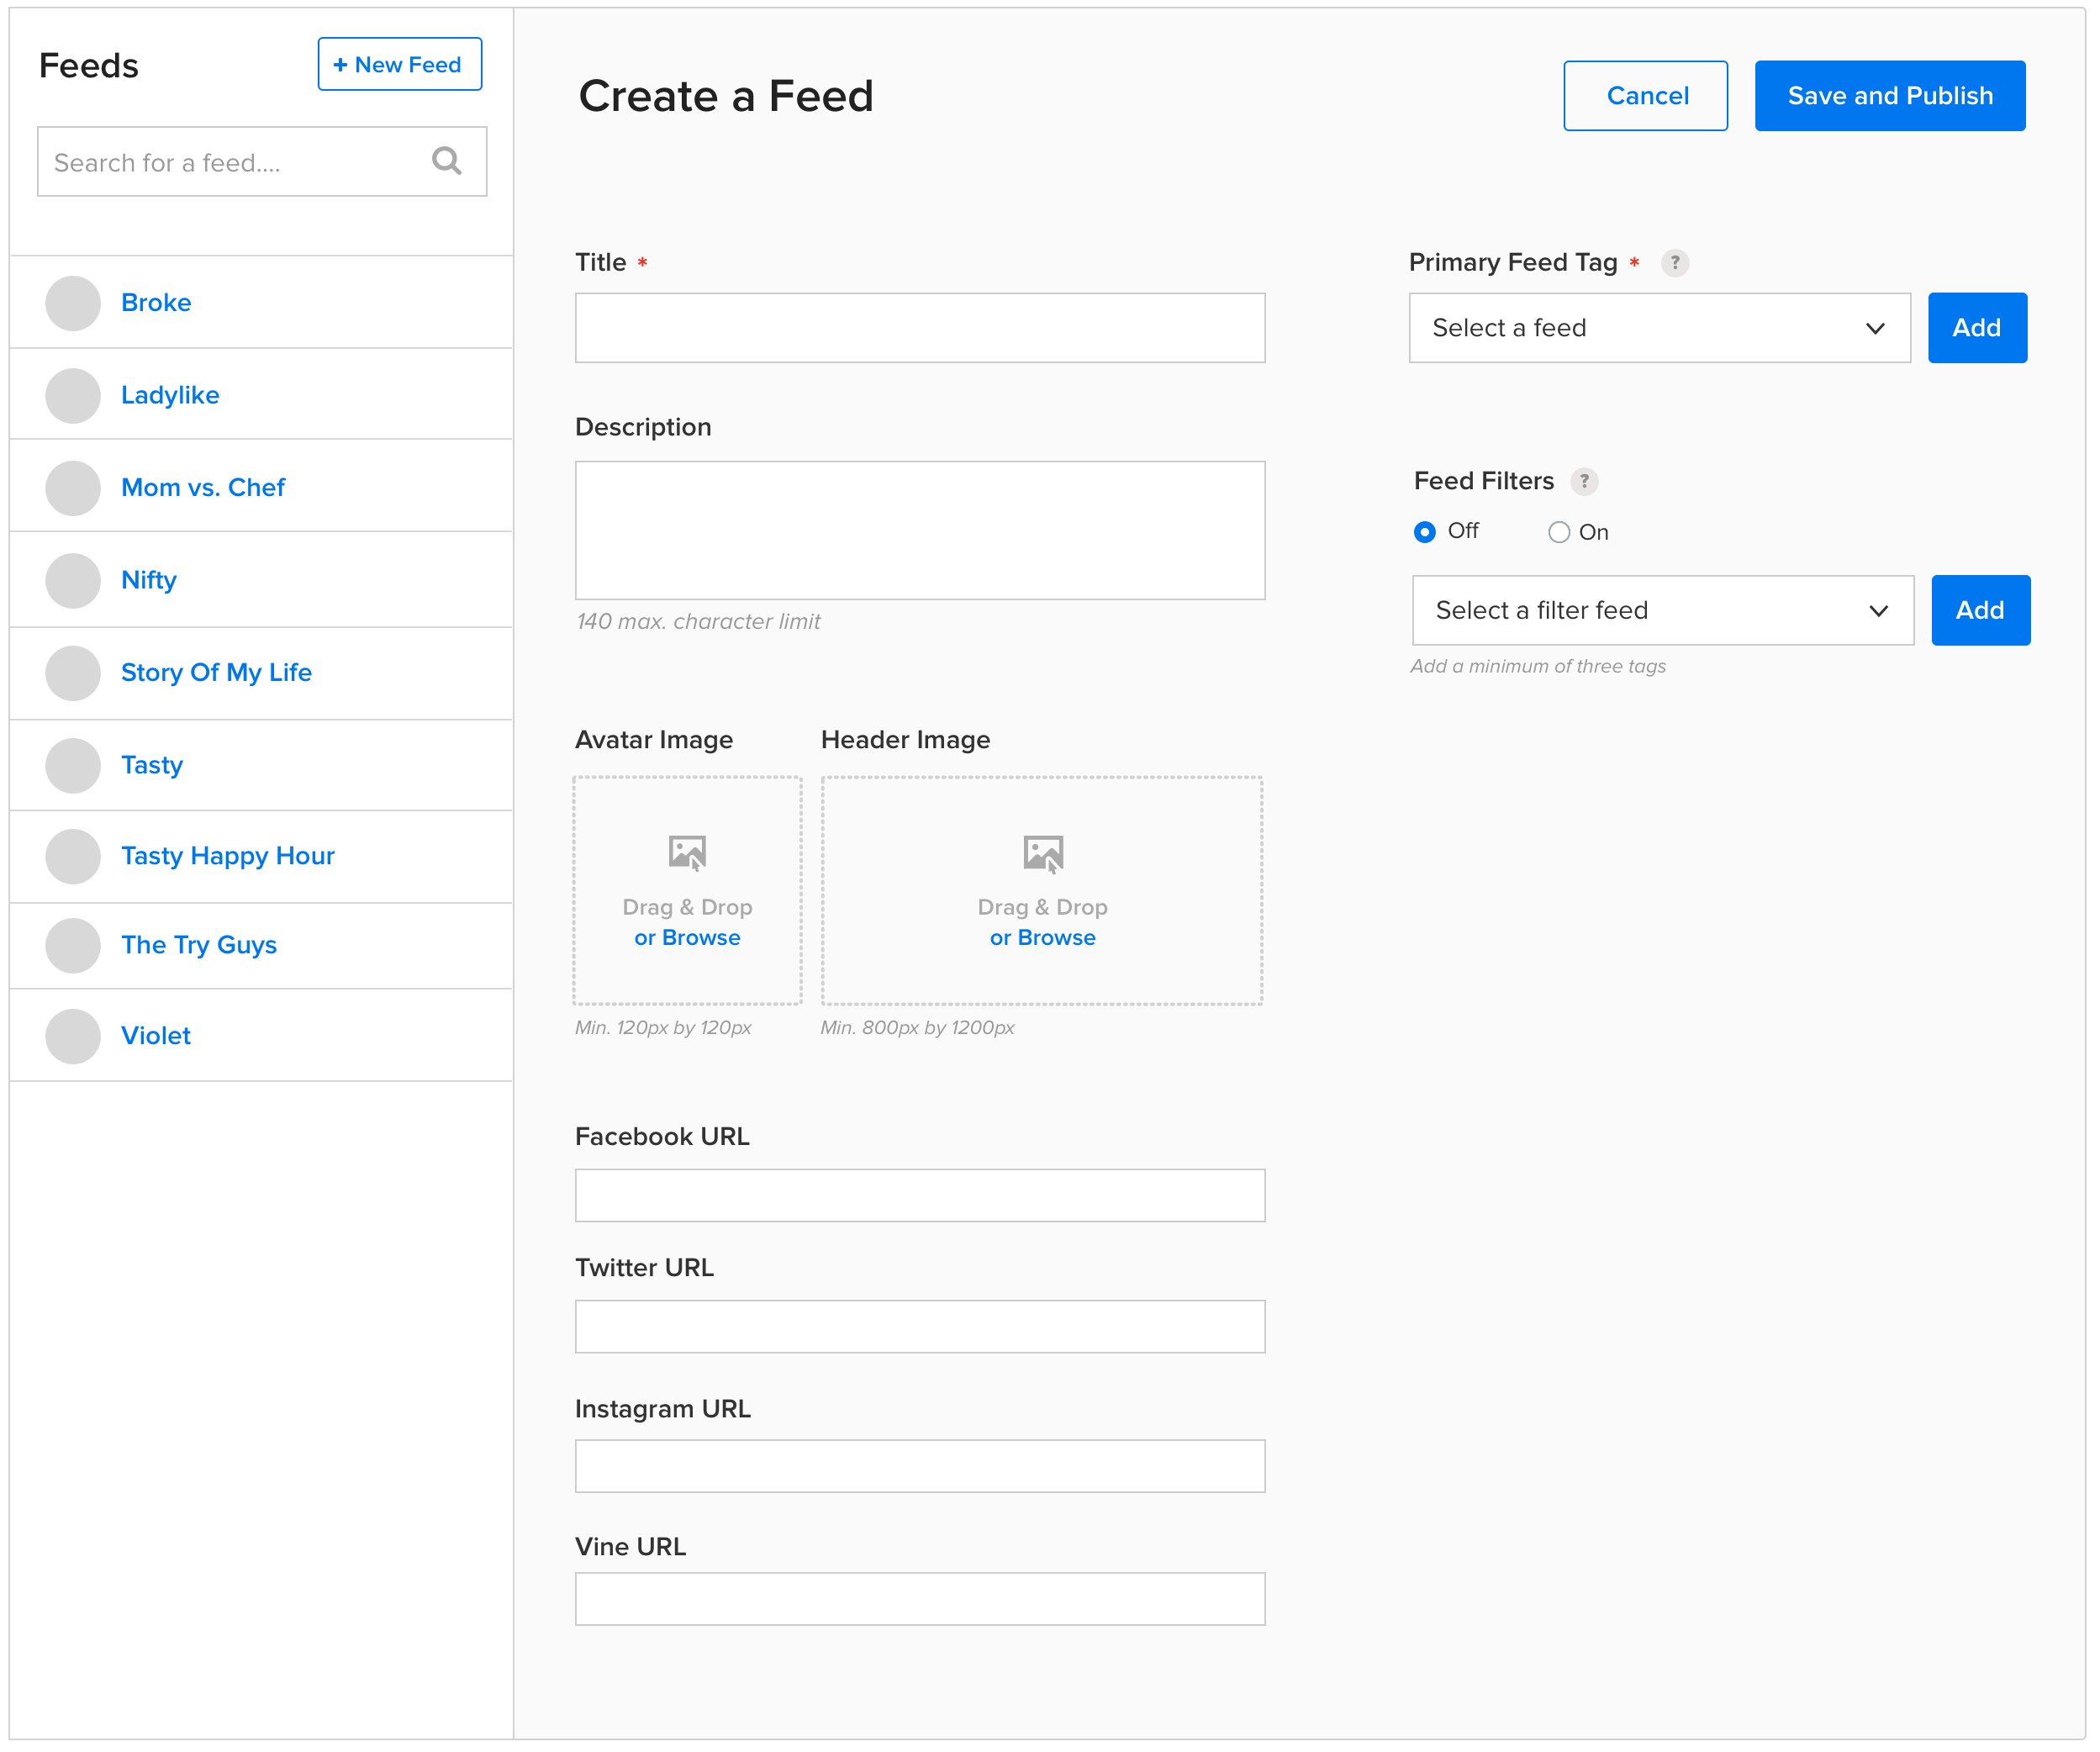 Feeds
+ New Feed
Search for a feed....
Broke
Ladylike
Mom vs. Chef
Nifty
Story Of My Life
Tasty
Tasty Happy Hour
The Try Guys
Violet
Create a Feed
Cancel
Save and Publish
Title *
Description
140 max. character limit
Avatar Image
Drag & Drop
or Browse
Min. 120px by 120px
Header Image
Drag & Drop
or Browse
Min. 800px by 1200px
Facebook URL
Twitter URL
Instagram URL
Vine URL
Primary Feed Tag * ?
Select a feed
Add
Feed Filters ?
Off
On
Select a filter feed
Add
Add a minimum of three tags